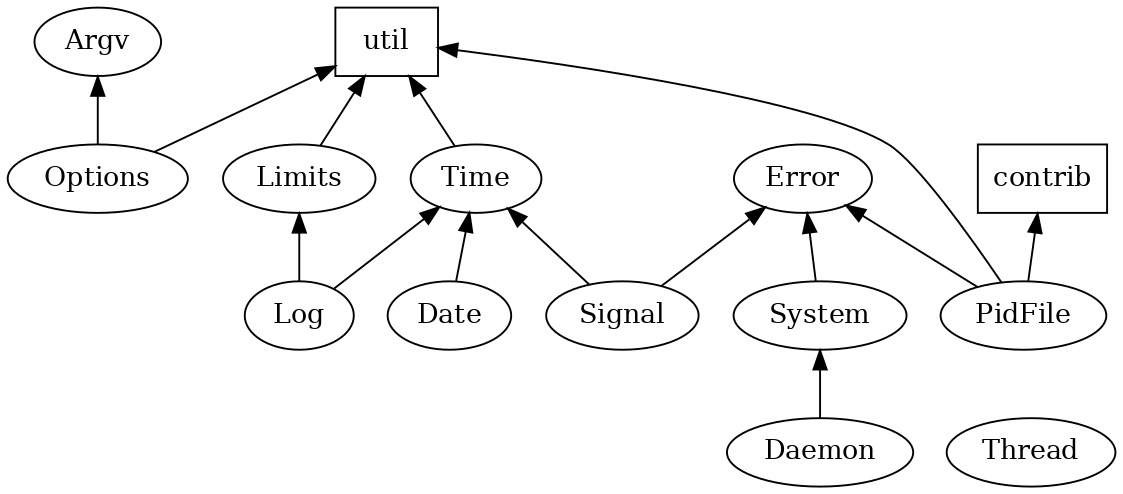 Argv
util
Options
Limits
Time
Error
contrib
Log
Date
Signal
System
PidFile
Daemon
Thread